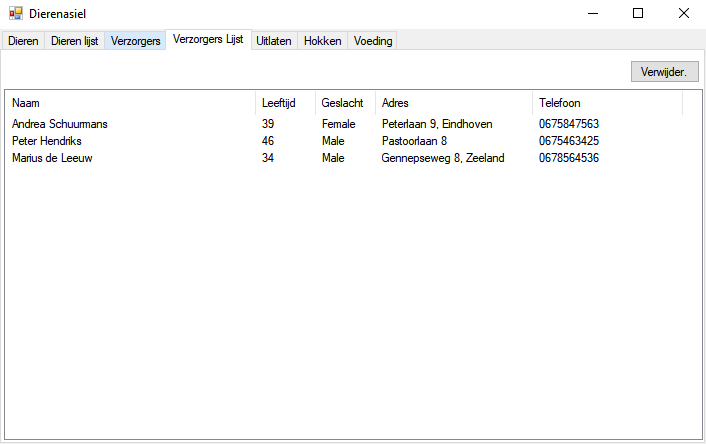 Dierenasiel
Dieren Dieren lijst Verzorgers Verzorgers Lijst Uitlaten Hokken Voeding
Verwijder.
Naam Leeftijd Geslacht Adres Telefoon
Andrea Schuurmans 39 Female Peterlaan 9, Eindhoven 0675847563
Peter Hendriks 46 Male Pastoorlaan 8 0675463425
Marius de Leeuw 34 Male Gennepseweg 8, Zeeland 0678564536